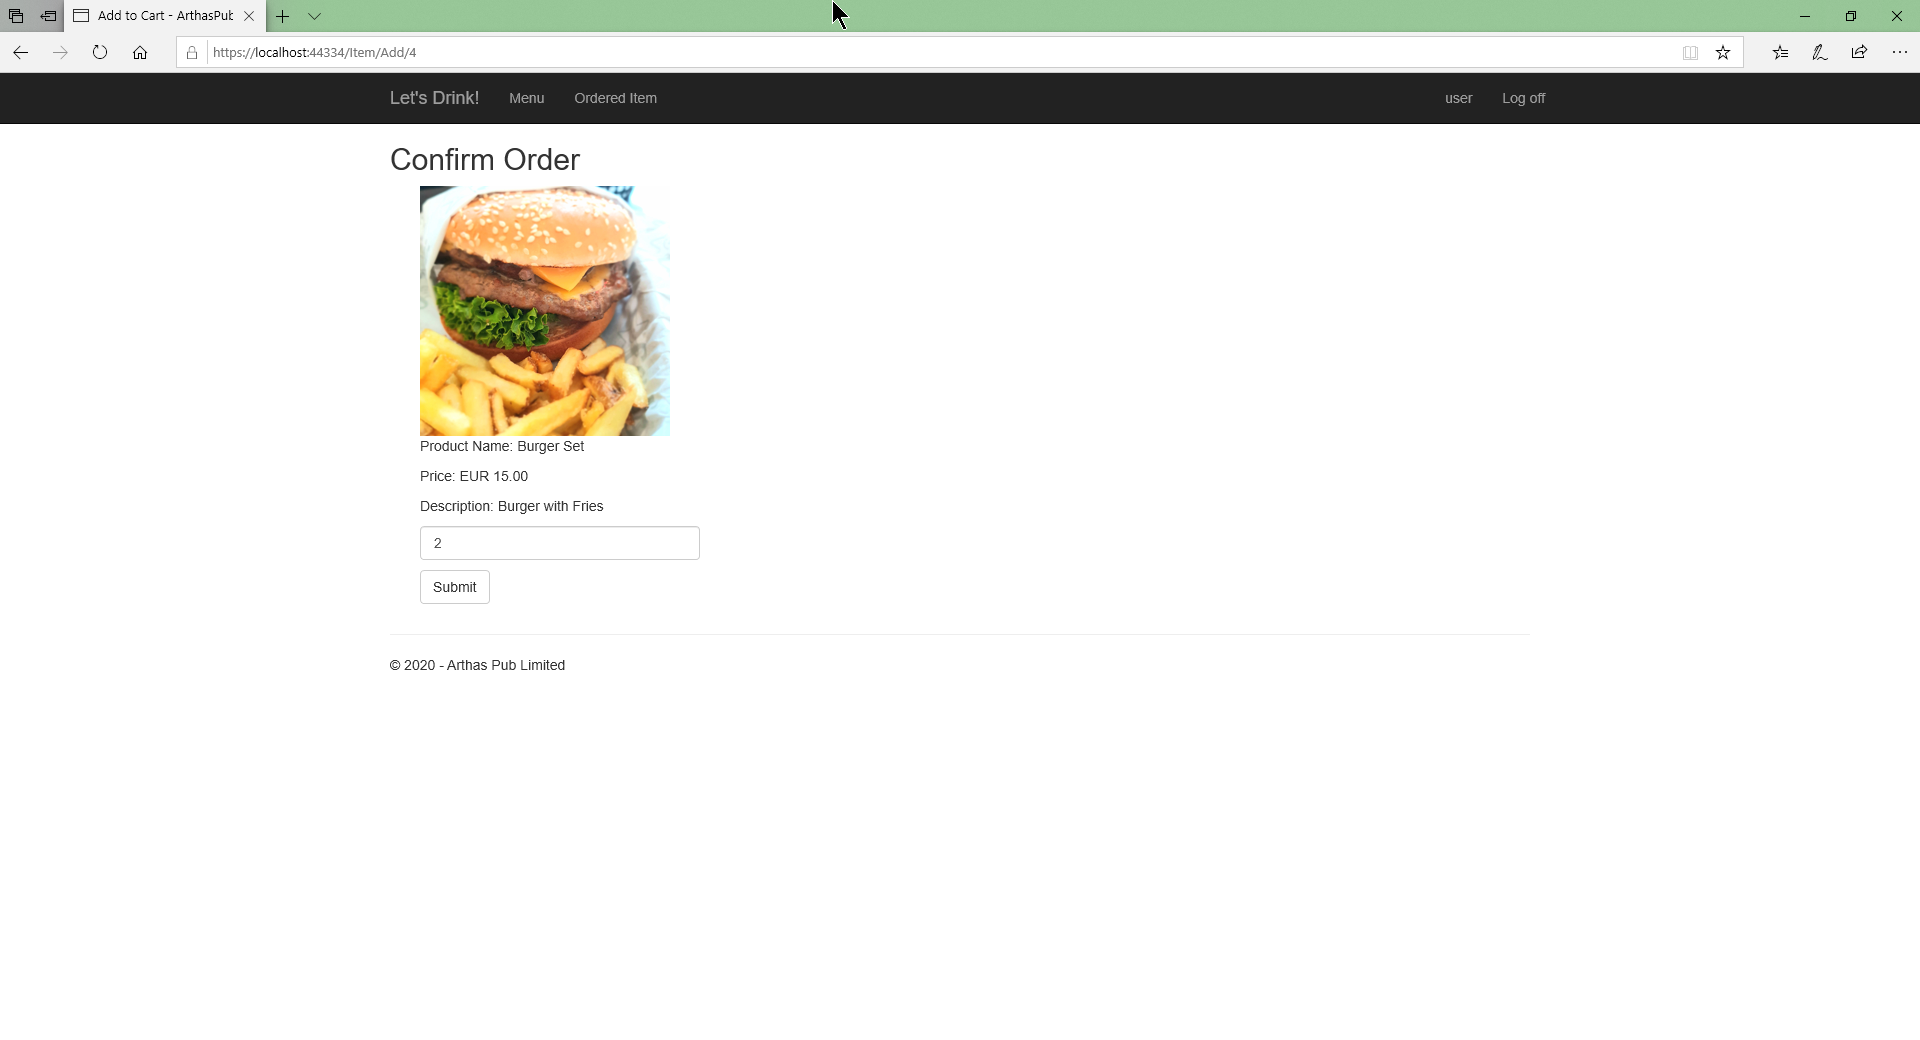 Add to Cart - ArthasPub
https://localhost:44334/Item/Add/4
Let's Drink!
Menu
Ordered Item
user
Log off
Confirm Order
Product Name: Burger Set
Price: EUR 15.00
Description: Burger with Fries
2
Submit
© 2020 - Arthas Pub Limited